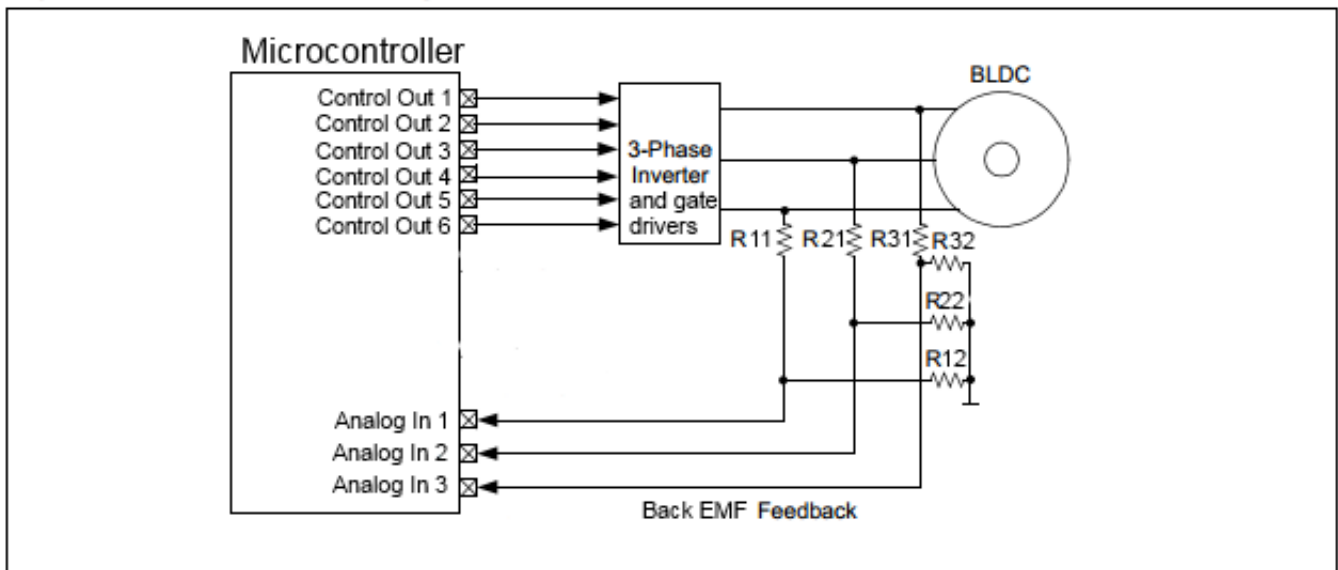 Microcontroller
BLDC
Control Out 1
Control Out 2
Control Out 3
Control Out 4
Control Out 5
Control Out 6
3-Phase
Inverter
and gate
drivers
R11
R21
R31
R32
R22
R12
Analog In 1
Analog In 2
Analog In 3
Back EMF Feedback